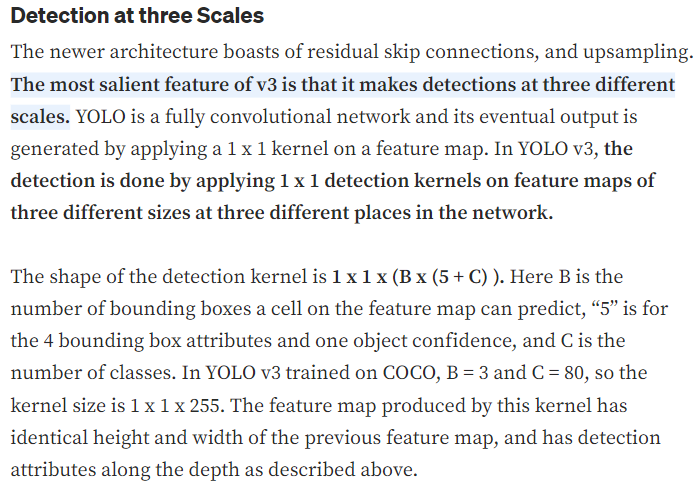 Detection at three Scales
The newer architecture boasts of residual skip connections, and upsampling.
The most salient feature of v3 is that it makes detections at three different
scales. YOLO is a fully convolutional network and its eventual output is
generated by applying a 1 x 1 kernel on a feature map. In YOLO v3, the
detection is done by applying 1 x 1 detection kernels on feature maps of
three different sizes at three different places in the network.
The shape of the detection kernel is 1 x 1 x (B x (5 + C) ). Here B is the
number of bounding boxes a cell on the feature map can predict, “5” is for
the 4 bounding box attributes and one object confidence, and C is the
number of classes. In YOLO v3 trained on COCO, B = 3 and C = 80, so the
kernel size is 1 x 1 x 255. The feature map produced by this kernel has
identical height and width of the previous feature map, and has detection
attributes along the depth as described above.